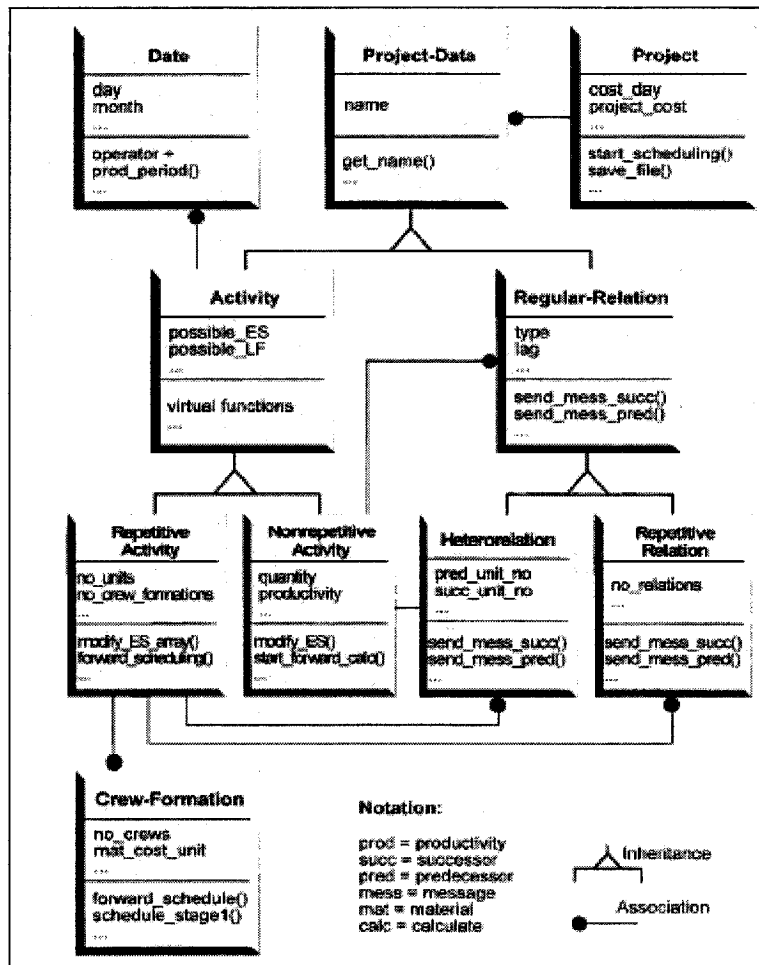 Date
day
month
...
operator +
prod_period()
...
Project-Data
name
get_name()
Project
cost_day
project_cost
...
start_scheduling()
save_file()
...
Activity
possible_ES
possible_LF
...
virtual functions
...
Regular-Relation
type
lag
...
send_mess_succ()
send_mess_pred()
...
Repetitive
Activity
no_units
no_crew_formations
...
modify_ES_array()
forward_scheduling()
...
Nonrepetitive
Activity
quantity
productivity
...
modify_ES()
start_forward_calc()
...
Heterorelation
pred_unit_no
succ_unit_no
...
send_mess_succ()
send_mess_pred()
...
Repetitive
Relation
no_relations
...
send_mess_succ()
send_mess_pred()
...
Crew-Formation
no_crews
mat_cost_unit
...
forward_schedule()
schedule_stage1()
...
Notation:
prod = productivity
succ = successor
pred = predecessor
mess = message
mat = material
calc = calculate
Inheritance
Association